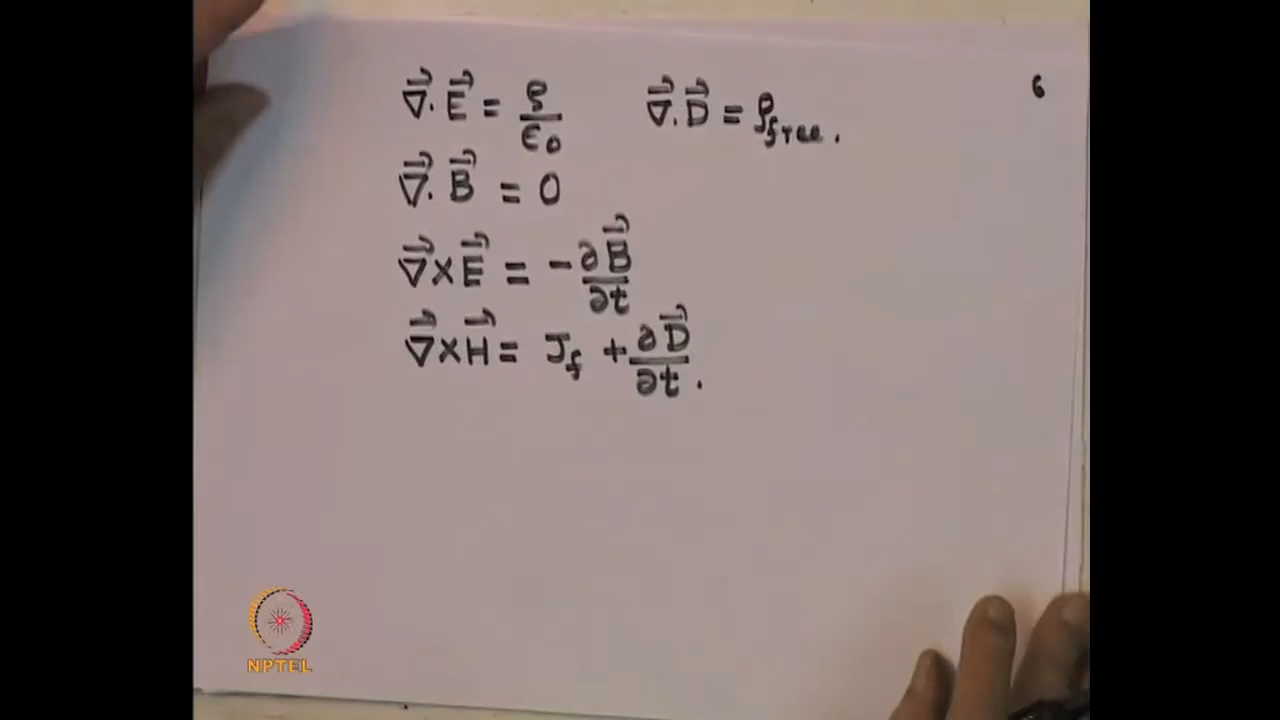 ∇⃗·E⃗ = ρ/ε₀ ∇⃗·D⃗ = ρ_free. 6
∇⃗·B⃗ = 0
∇⃗×E⃗ = -∂B⃗/∂t
∇⃗×H⃗ = J_f + ∂D⃗/∂t.
NPTEL